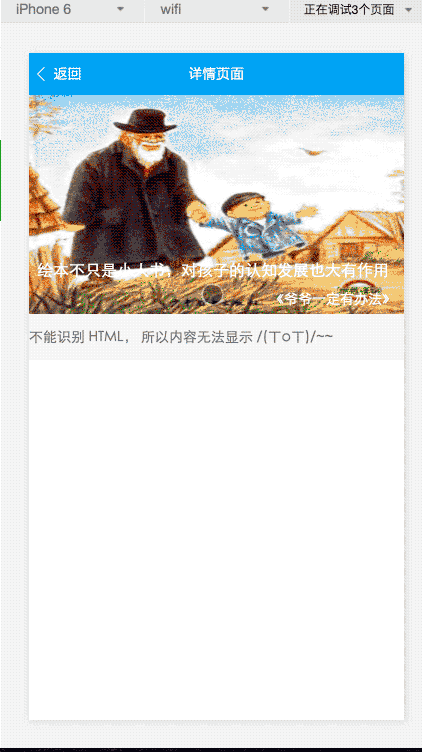 iPhone 6 wifi 正在调试3个页面
返回 详情页面
绘本不只是小人书，对孩子的认知发展也大有作用
《爷爷一定有办法》
不能识别 HTML， 所以内容无法显示 /(ㄒoㄒ)/~~